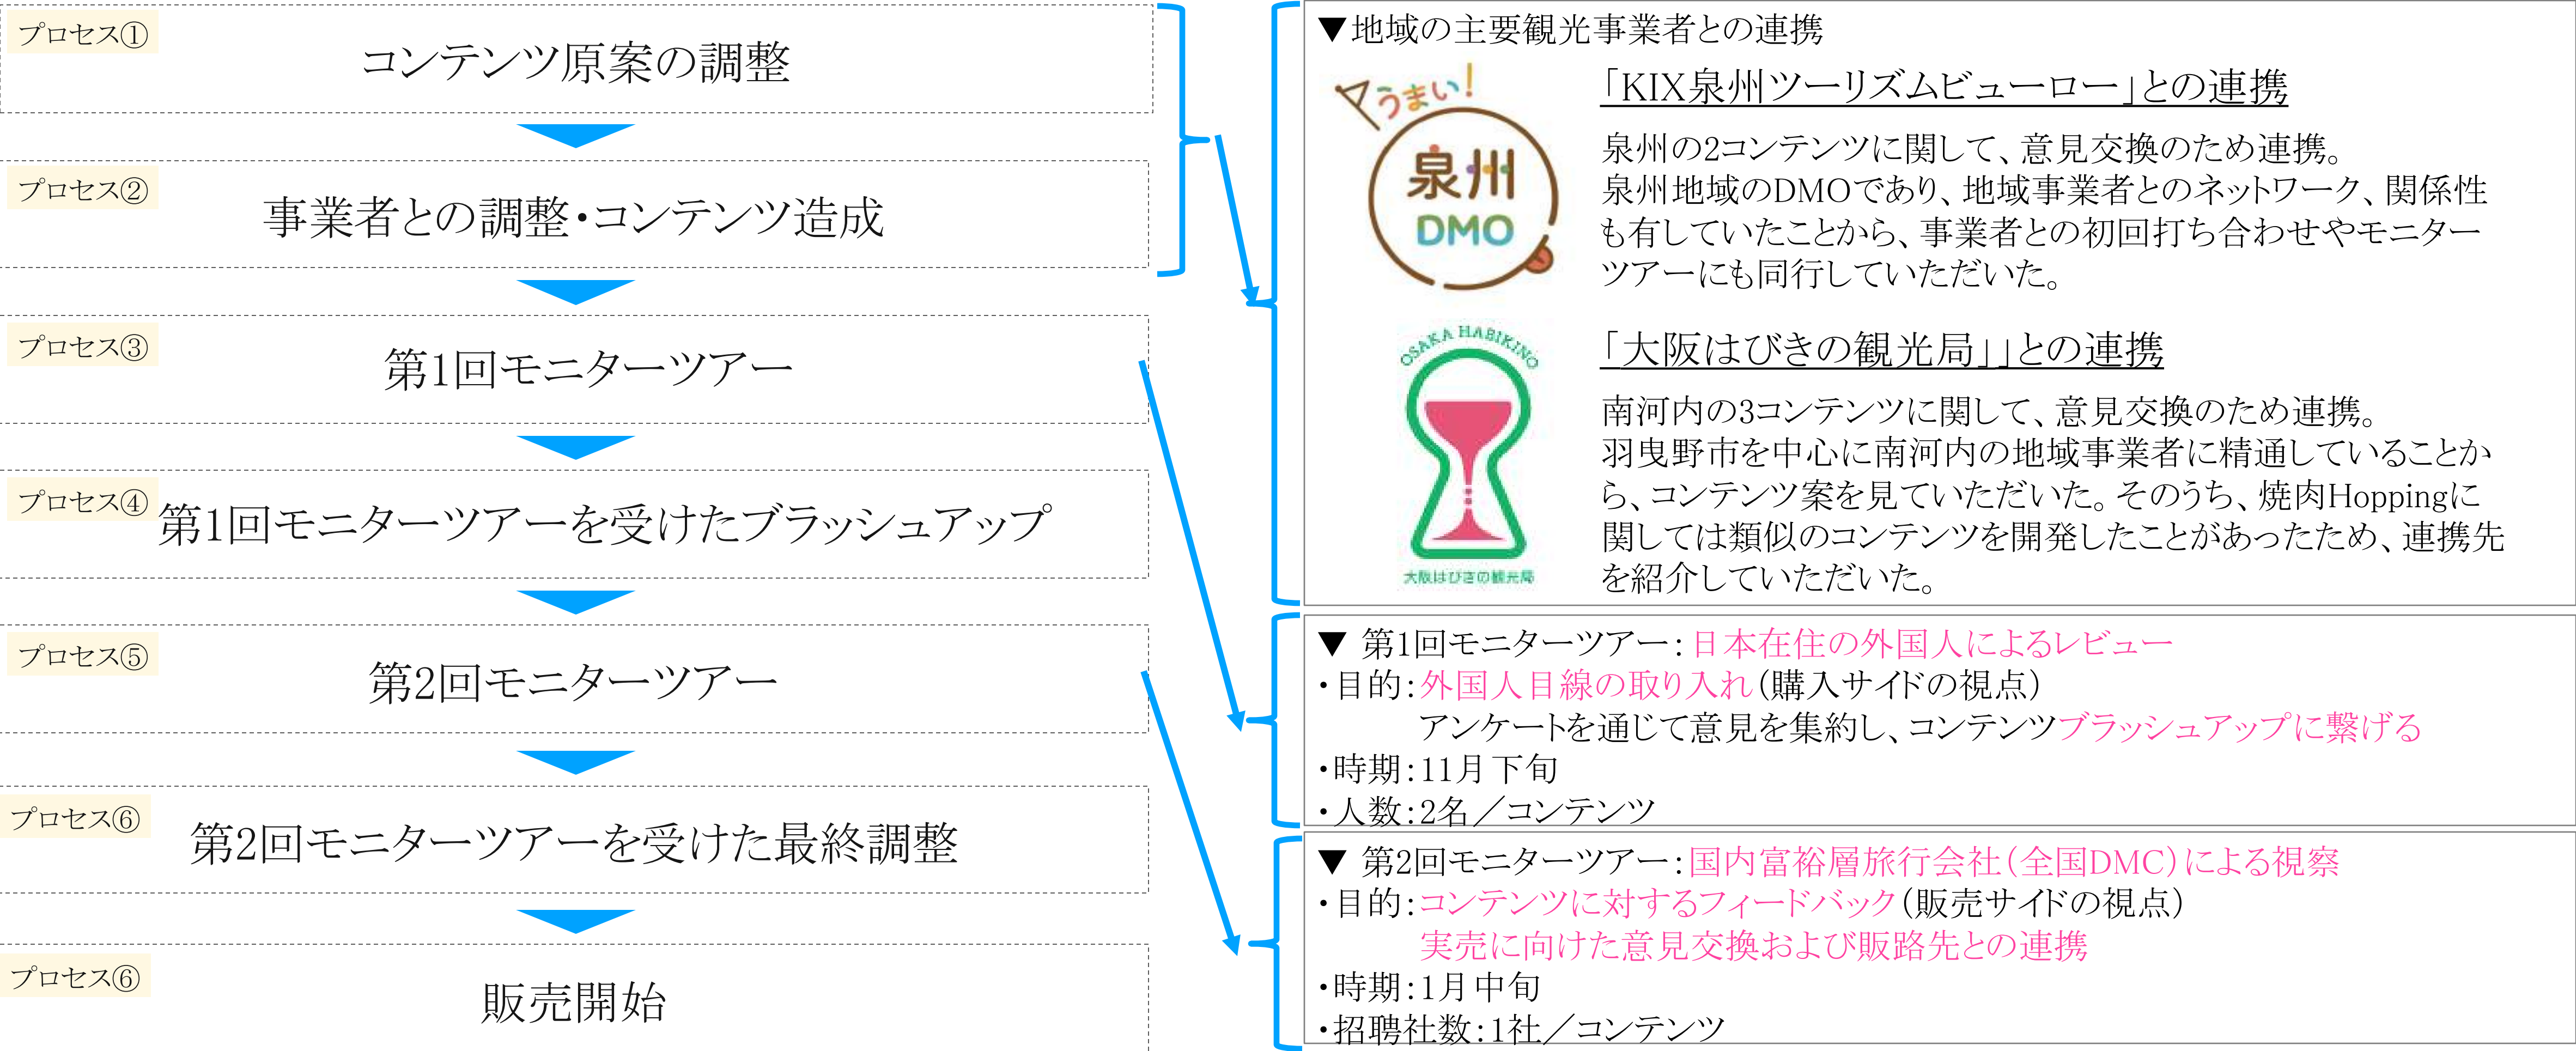 プロセス①
コンテンツ原案の調整
プロセス②
事業者との調整・コンテンツ造成
プロセス③
第1回モニターツアー
プロセス④
第1回モニターツアーを受けたブラッシュアップ
プロセス⑤
第2回モニターツアー
プロセス⑥
第2回モニターツアーを受けた最終調整
プロセス⑥
販売開始
▼地域の主要観光事業者との連携
うまい!
泉州
DMO
「KIX泉州ツーリズムビューロー」との連携
泉州の2コンテンツに関して、意見交換のため連携。
泉州地域のDMOであり、地域事業者とのネットワーク、関係性
も有していたことから、事業者との初回打ち合わせやモニター
ツアーにも同行していただいた。
OSAKA HABIKINO
大阪はびきの観光局
「大阪はびきの観光局」」との連携
南河内の3コンテンツに関して、意見交換のため連携。
羽曳野市を中心に南河内の地域事業者に精通していることか
ら、コンテンツ案を見ていただいた。そのうち、焼肉Hoppingに
関しては類似のコンテンツを開発したことがあったため、連携先
を紹介していただいた。
▼ 第1回モニターツアー：日本在住の外国人によるレビュー
・目的：外国人目線の取り入れ（購入サイドの視点）
アンケートを通じて意見を集約し、コンテンツブラッシュアップに繋げる
・時期：11月下旬
・人数：2名／コンテンツ
▼ 第2回モニターツアー：国内富裕層旅行会社（全国DMC）による視察
・目的：コンテンツに対するフィードバック（販売サイドの視点）
実売に向けた意見交換および販路先との連携
・時期：1月中旬
・招聘社数：1社／コンテンツ